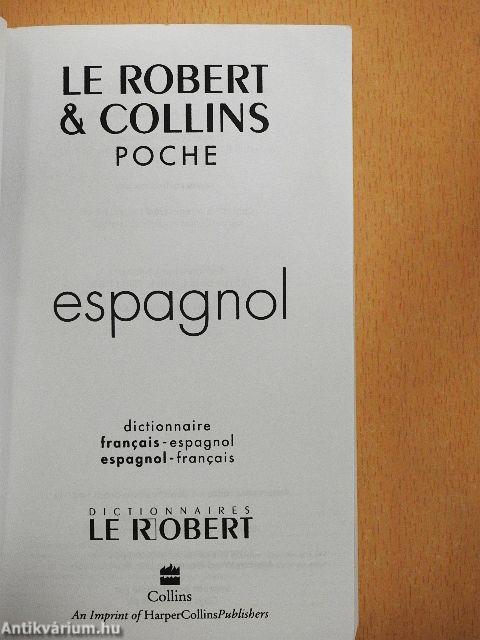 LE ROBERT
& COLLINS
POCHE
espagnol
dictionnaire
français-espagnol
espagnol-français
DICTIONNAIRES
LE ROBERT
Collins
An Imprint of HarperCollinsPublishers
Antikvárium.hu